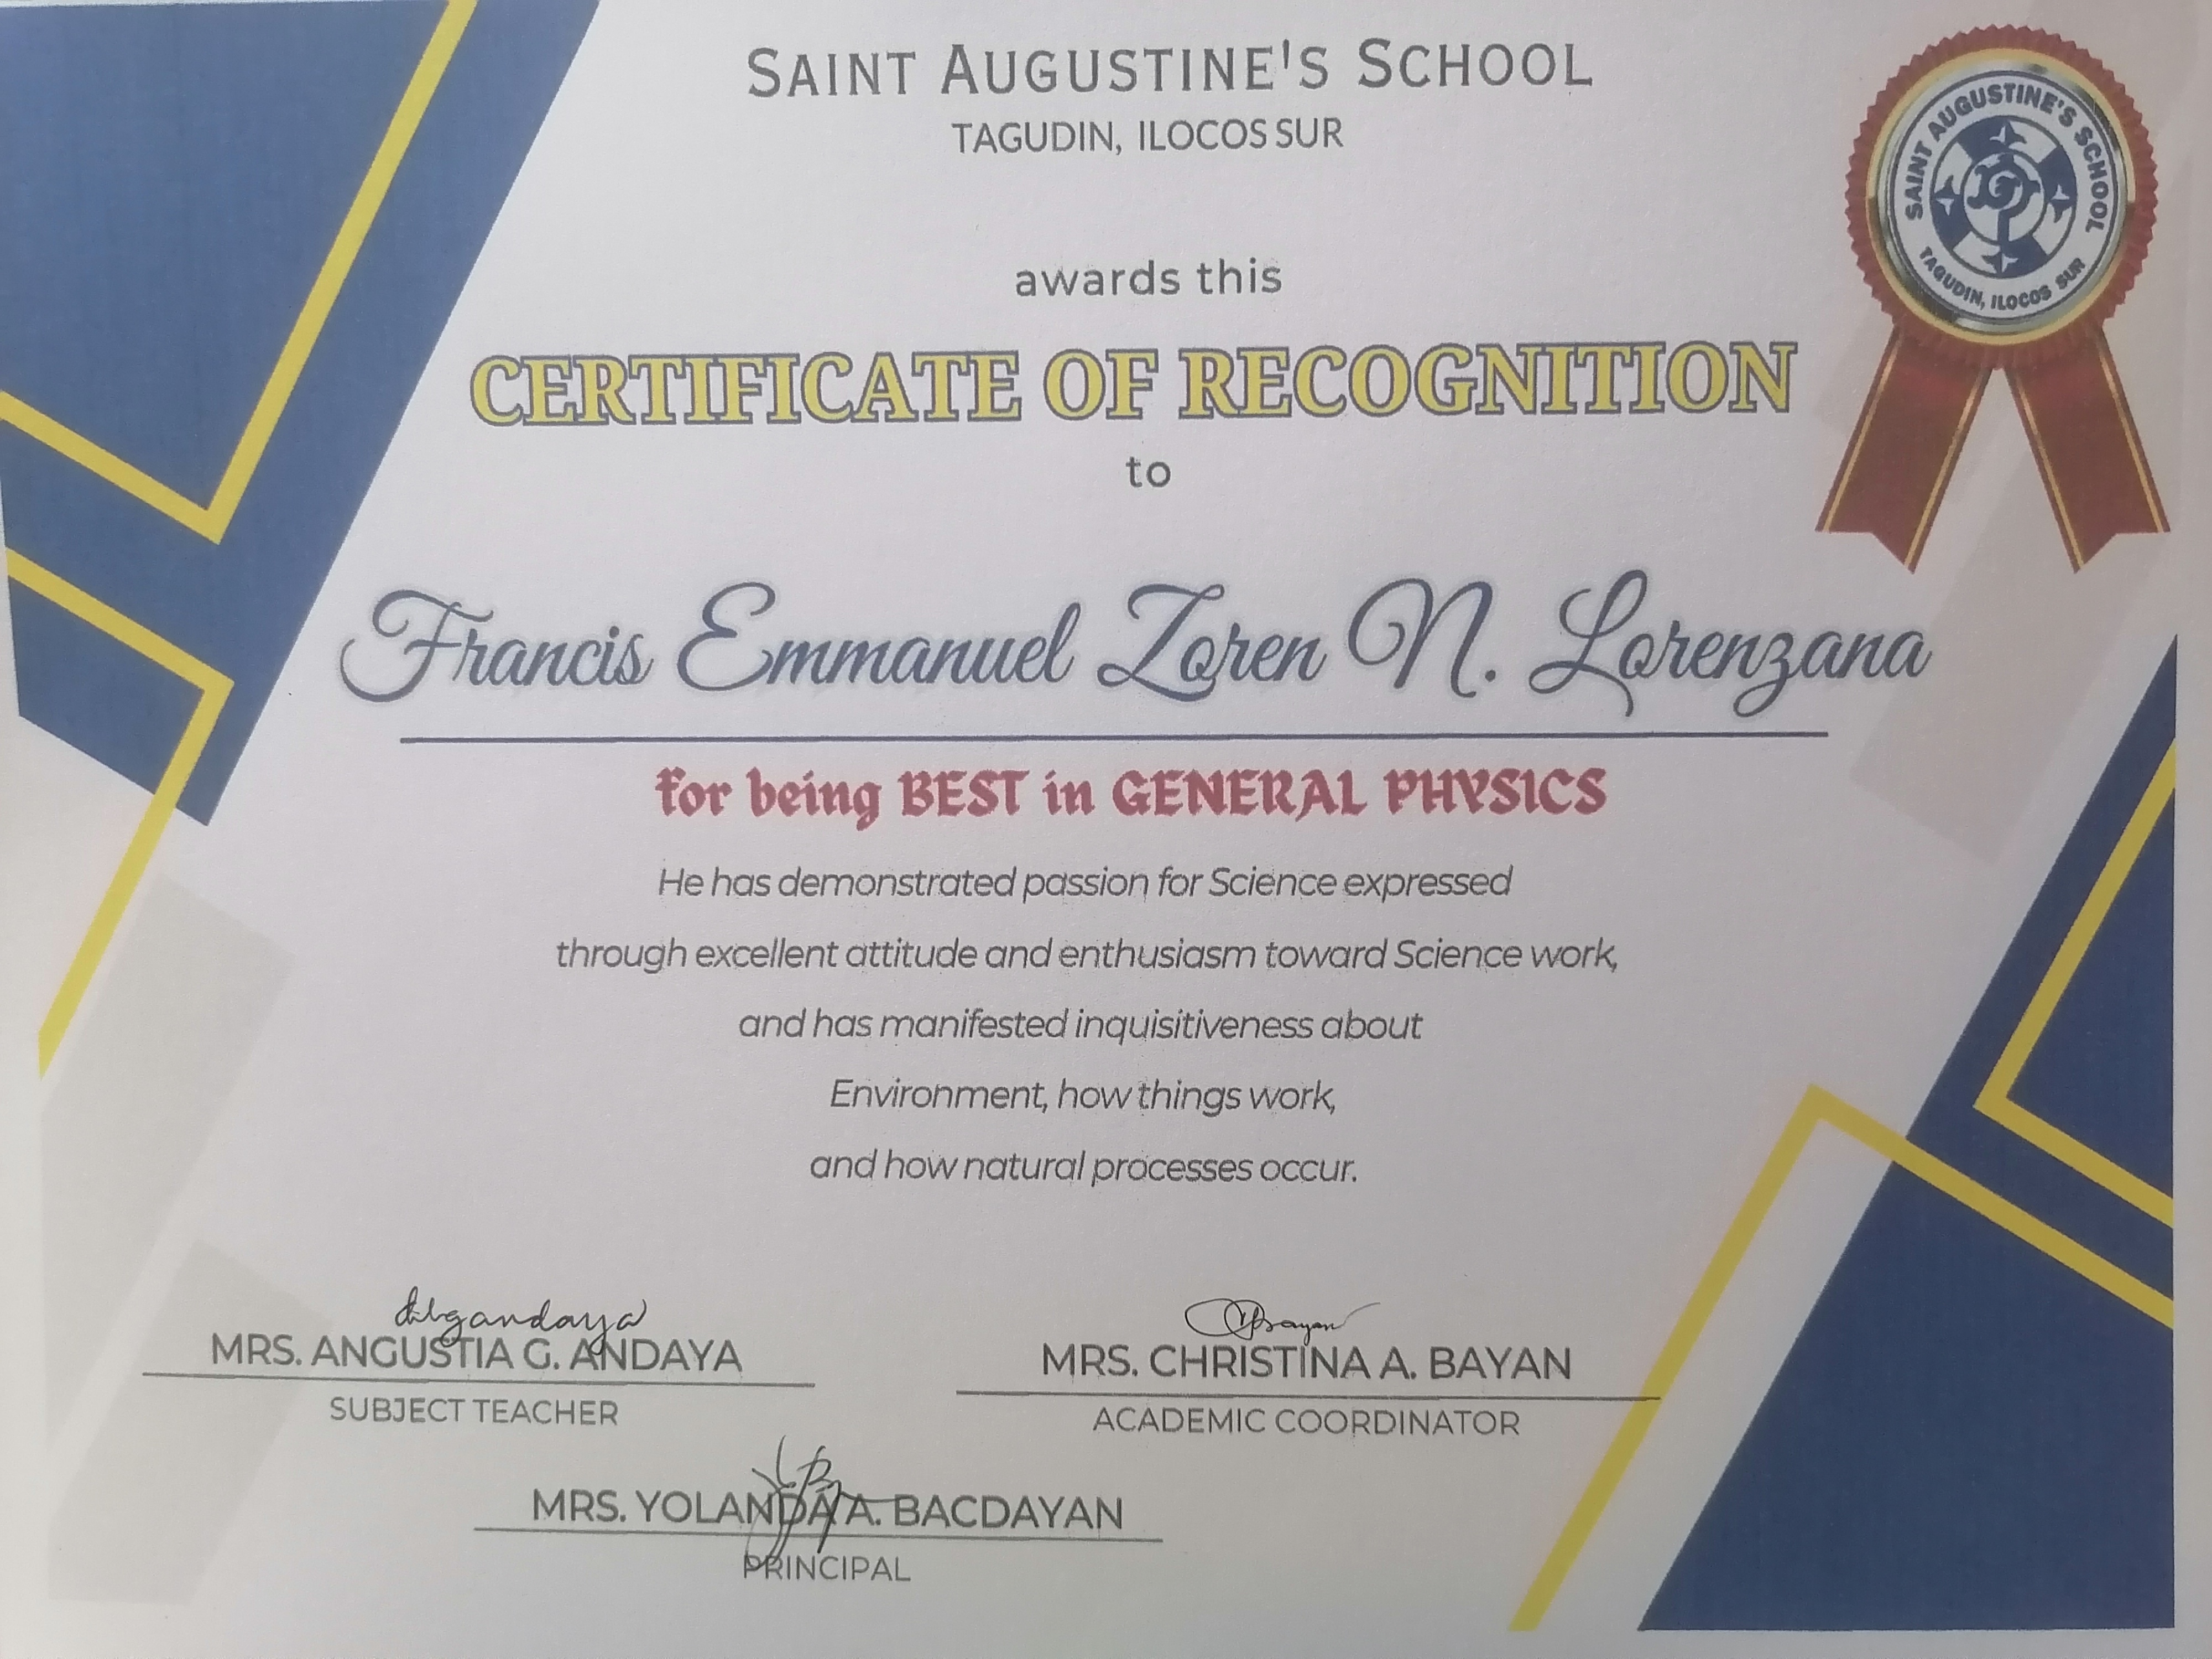 SAINT AUGUSTINE'S SCHOOL
TAGUDIN, ILOCOS SUR
SAINT AUGUSTINE'S SCHOOL
TAGUDIN, ILOCOS SUR
awards this
CERTIFICATE OF RECOGNITION
to
Francis Emmanuel Zoren N. Lorenzana
for being BEST in GENERAL PHYSICS
He has demonstrated passion for Science expressed
through excellent attitude and enthusiasm toward Science work,
and has manifested inquisitiveness about
Environment, how things work,
and how natural processes occur.
MRS. ANGUSTIA G. ANDAYA
SUBJECT TEACHER
MRS. CHRISTINA A. BAYAN
ACADEMIC COORDINATOR
MRS. YOLANDA A. BACDAYAN
PRINCIPAL